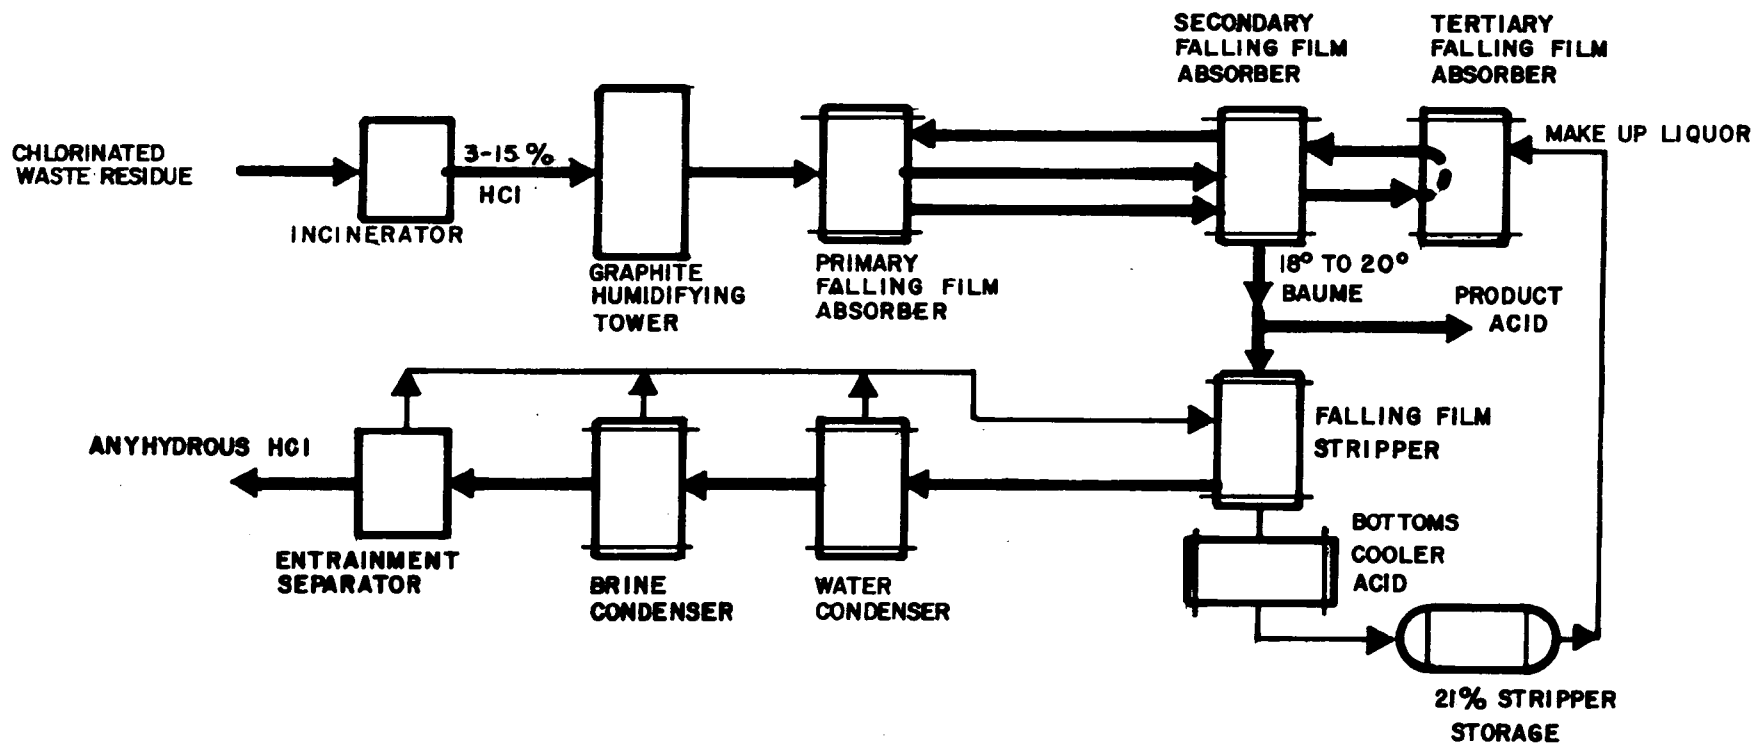 SECONDARY
FALLING FILM
ABSORBER
TERTIARY
FALLING FILM
ABSORBER
CHLORINATED
WASTE RESIDUE
3-15 %
HCl
INCINERATOR
GRAPHITE
HUMIDIFYING
TOWER
PRIMARY
FALLING FILM
ABSORBER
MAKE UP LIQUOR
18° TO 20°
BAUME
PRODUCT
ACID
ANYHYDROUS HCl
ENTRAINMENT
SEPARATOR
BRINE
CONDENSER
WATER
CONDENSER
FALLING FILM
STRIPPER
BOTTOMS
COOLER
ACID
21% STRIPPER
STORAGE